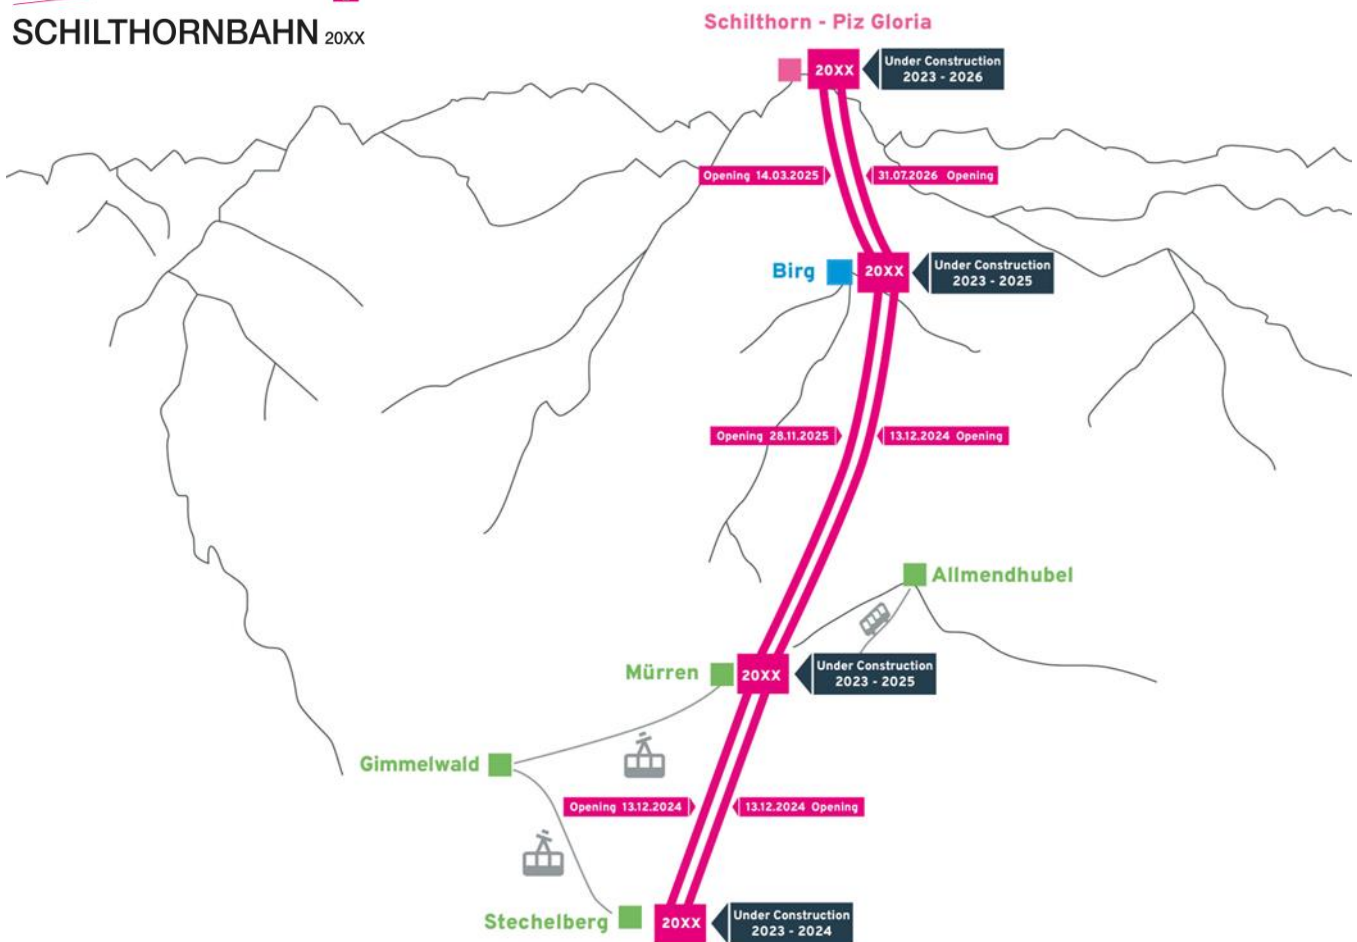 SCHILTHORNBAHN 20XX
Schilthorn - Piz Gloria
20XX
Under Construction
2023 - 2026
Opening 14.03.2025
31.07.2026 Opening
Birg
20XX
Under Construction
2023 - 2025
Opening 28.11.2025
13.12.2024 Opening
Allmendhubel
Mürren
20XX
Under Construction
2023 - 2025
Gimmelwald
Opening 13.12.2024
13.12.2024 Opening
Stechelberg
20XX
Under Construction
2023 - 2024